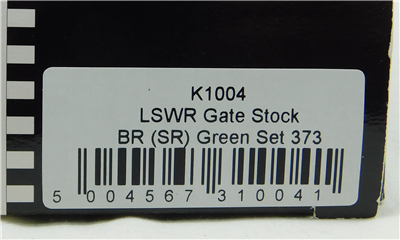 K1004
LSWR Gate Stock
BR (SR) Green Set 373
5 004567 310041